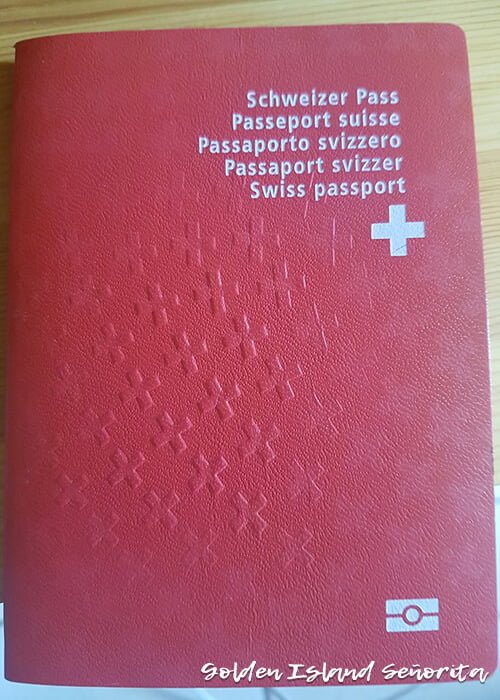 Schweizer Pass
Passeport suisse
Passaporto svizzero
Passaport svizzer
Swiss passport
Golden Island Señorita